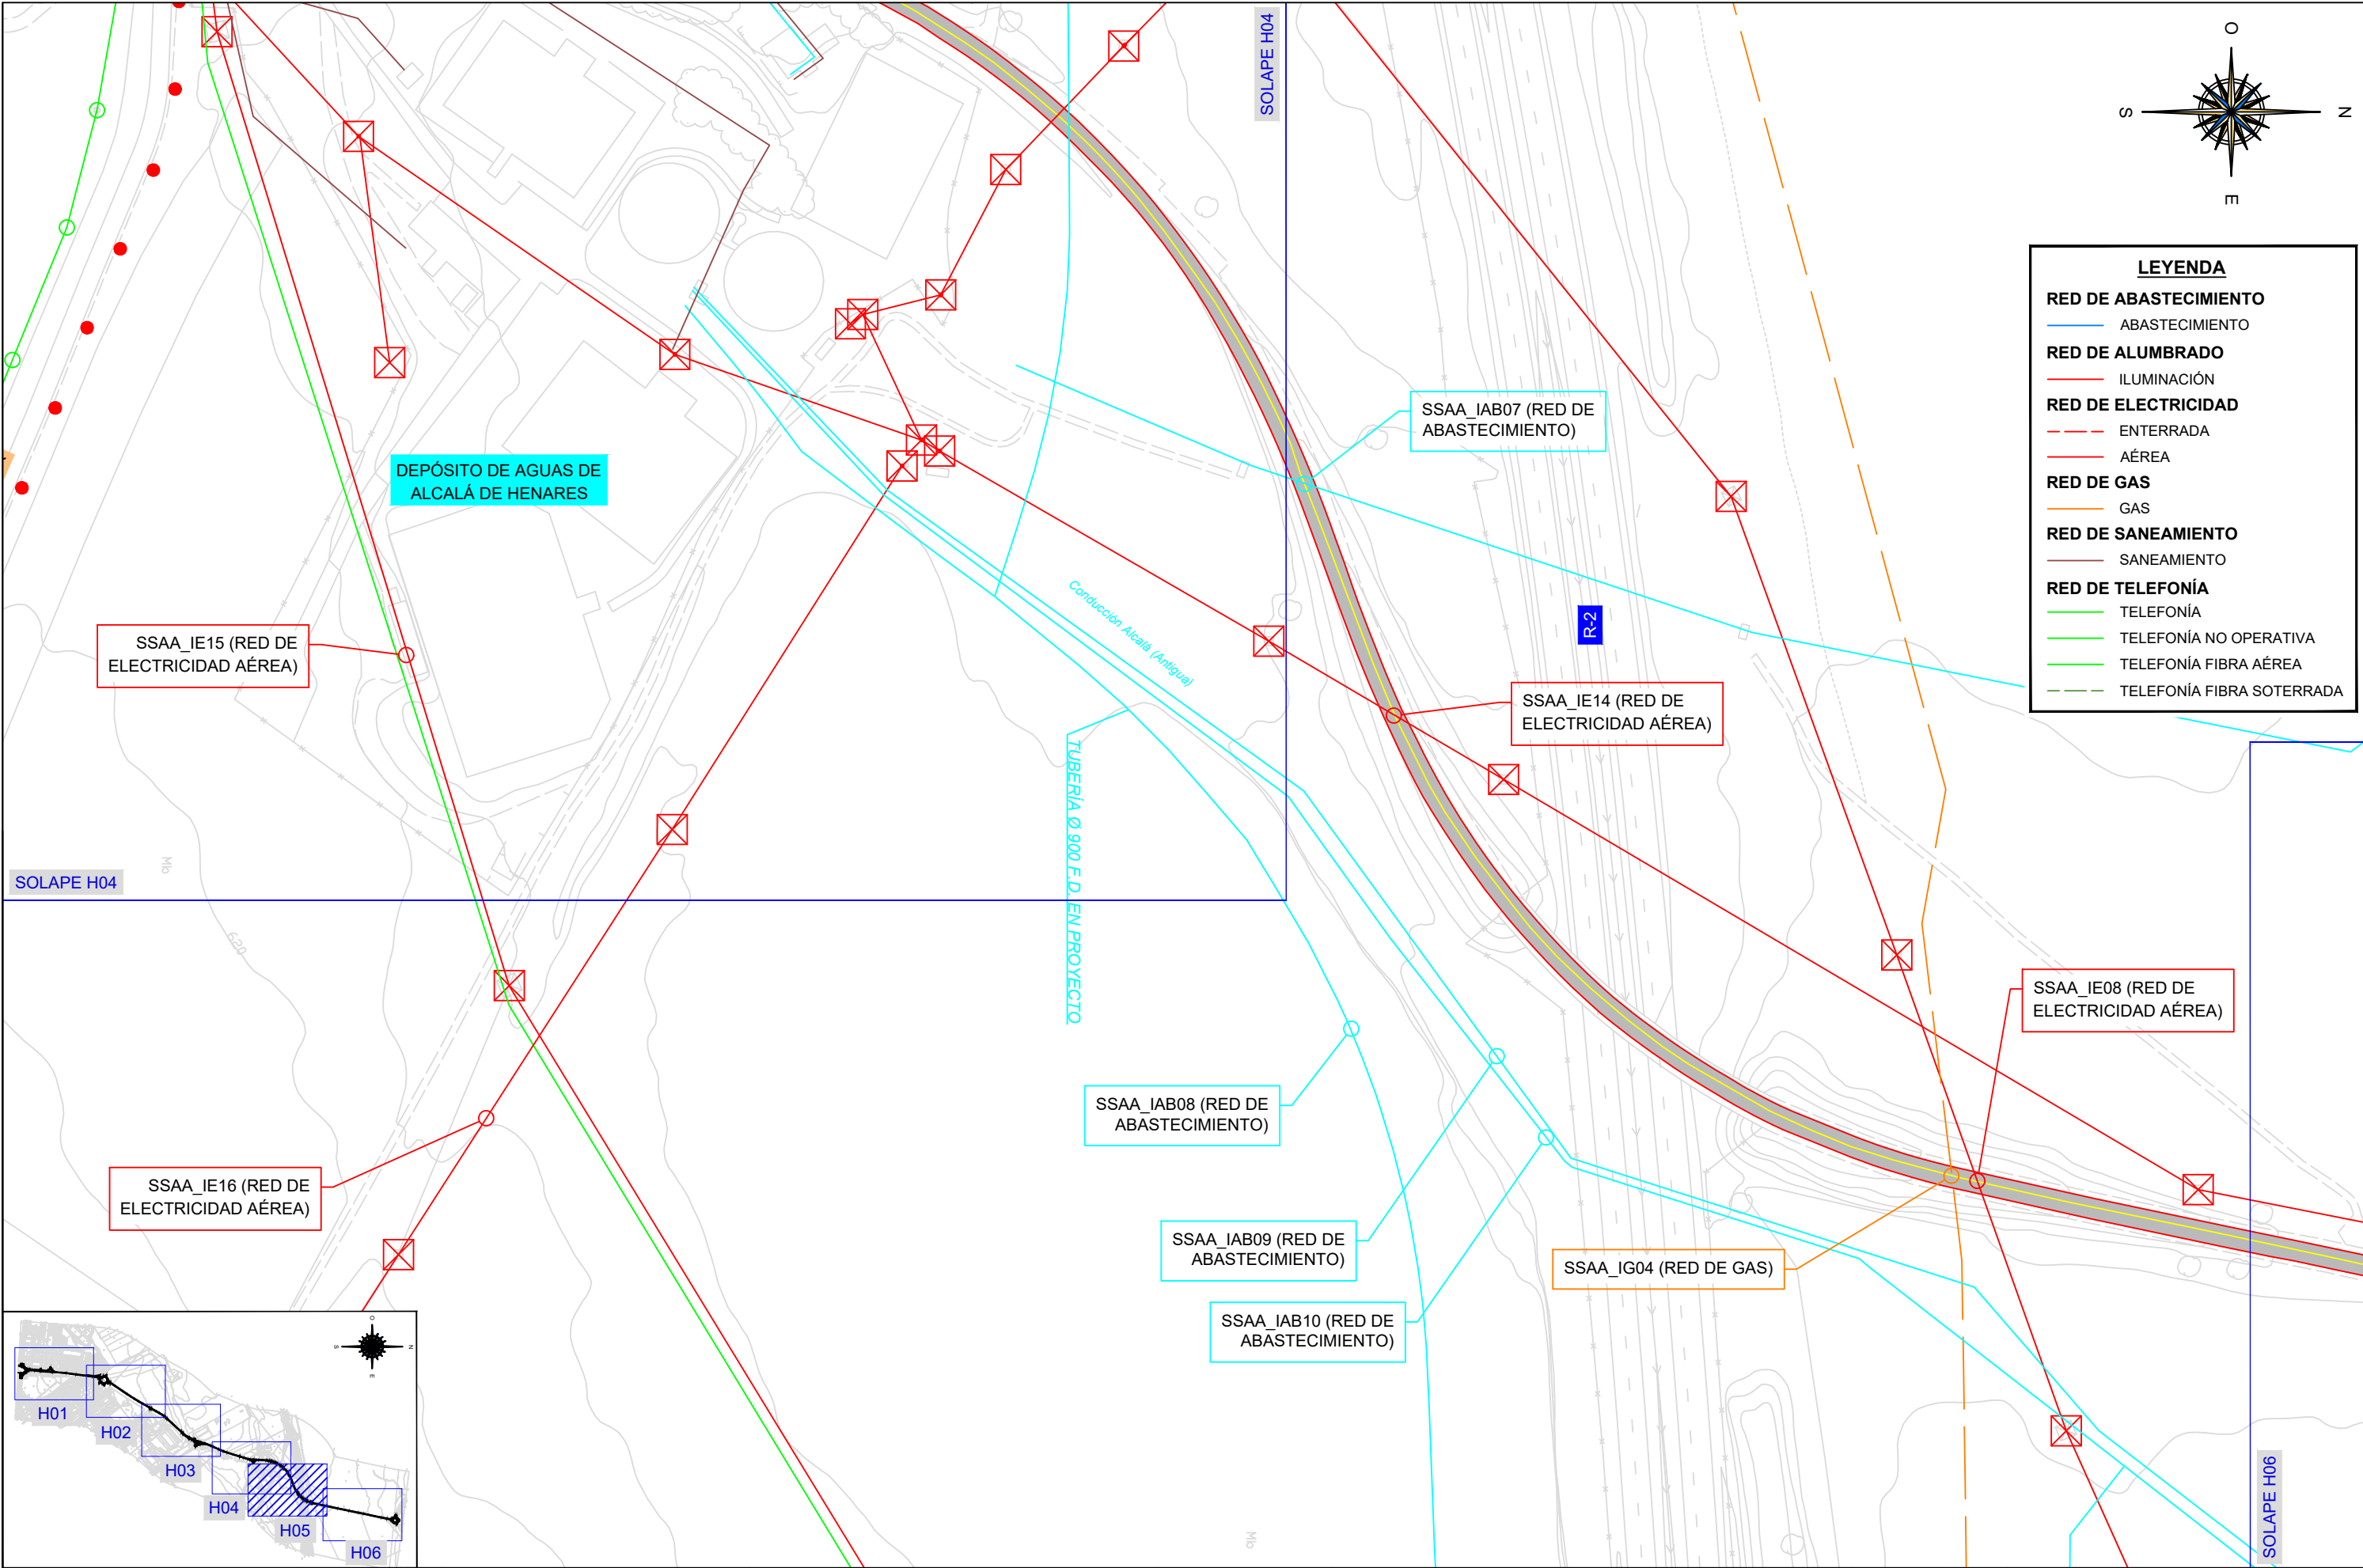 SOLAPE H04
O
S
N
E
LEYENDA
RED DE ABASTECIMIENTO
ABASTECIMIENTO
RED DE ALUMBRADO
ILUMINACIÓN
RED DE ELECTRICIDAD
ENTERRADA
AÉREA
RED DE GAS
GAS
RED DE SANEAMIENTO
SANEAMIENTO
RED DE TELEFONÍA
TELEFONÍA
TELEFONÍA NO OPERATIVA
TELEFONÍA FIBRA AÉREA
TELEFONÍA FIBRA SOTERRADA
SSAA_IAB07 (RED DE
ABASTECIMIENTO)
DEPÓSITO DE AGUAS DE
ALCALÁ DE HENARES
Conducción Alcalá (Antigua)
R-2
SSAA_IE15 (RED DE
ELECTRICIDAD AÉREA)
SSAA_IE14 (RED DE
ELECTRICIDAD AÉREA)
TUBERÍA Ø 900 F.D. EN PROYECTO
Mb
SOLAPE H04
620
SSAA_IE08 (RED DE
ELECTRICIDAD AÉREA)
SSAA_IAB08 (RED DE
ABASTECIMIENTO)
SSAA_IE16 (RED DE
ELECTRICIDAD AÉREA)
SSAA_IAB09 (RED DE
ABASTECIMIENTO)
SSAA_IG04 (RED DE GAS)
SSAA_IAB10 (RED DE
ABASTECIMIENTO)
O
S
N
E
H01
H02
H03
H04
H05
H06
Mb
SOLAPE H06